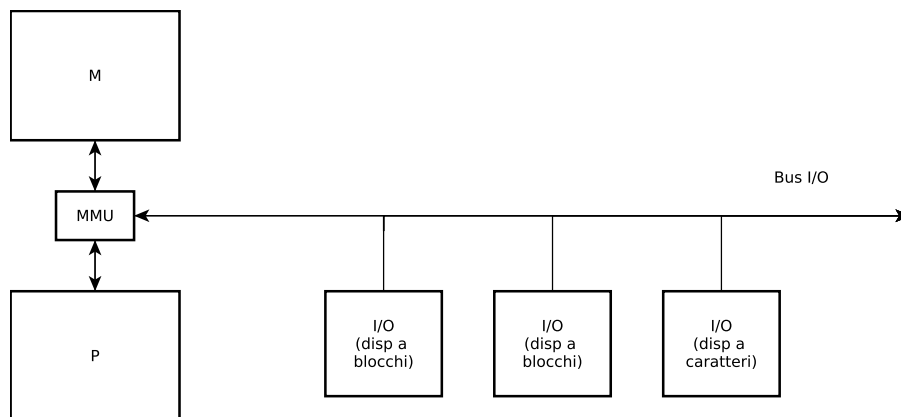 M
Bus I/O
MMU
P
I/O
(disp a
blocchi)
I/O
(disp a
blocchi)
I/O
(disp a
caratteri)